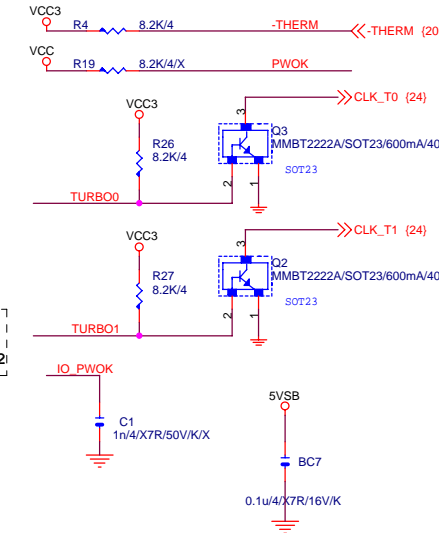 VCC3
R4 8.2K/4 -THERM -THERM {20
VCC
R19 8.2K/4/X PWOK
CLK_T0 {24}
VCC3
3
Q3
MMBT2222A/SOT23/600mA/40
R26
8.2K/4
SOT23
2 1
TURBO0
CLK_T1 {24}
VCC3
3
Q2
MMBT2222A/SOT23/600mA/40
R27
8.2K/4
SOT23
2 1
TURBO1
2
IO_PWOK
5VSB
C1
1n/4/X7R/50V/K/X
BC7
0.1u/4/X7R/16V/K